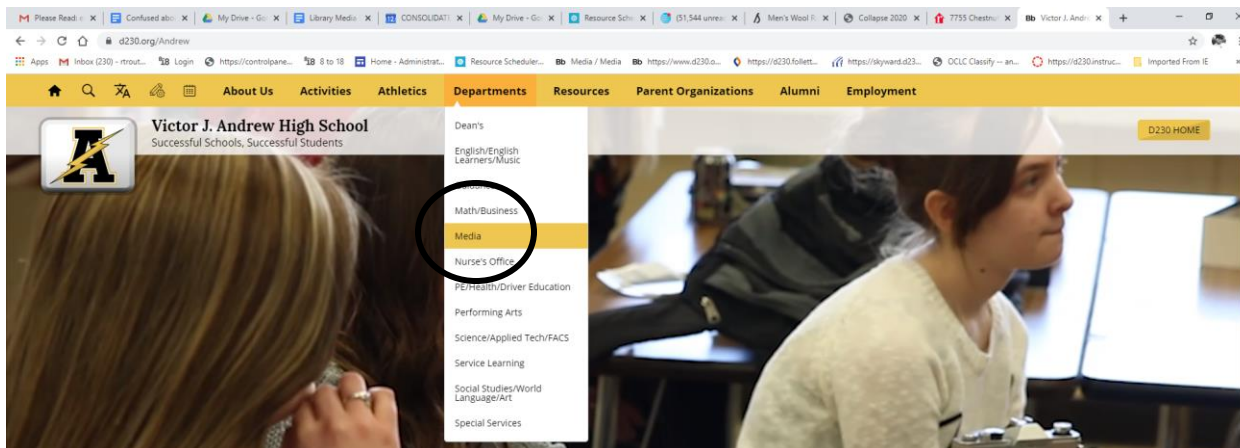 Please Read:
Confused abo
My Drive - Go
Library Media
CONSOLIDAT
My Drive - Go
Resource Sche
(51,544 unrea
Men's Wool R
Collapse 2020
7755 Chestnu
Bb Victor J. Andr
d230.org/Andrew
Apps
Inbox (230) - rtrout...
Login
https://controlpane...
8 to 18
Home - Administrat...
Resource Scheduler...
Bb Media / Media
Bb https://www.d230.o...
https://d230.follett...
https://skyward.d23...
OCLC Classify -- an...
https://d230.instruc...
Imported From IE
About Us
Activities
Athletics
Departments
Resources
Parent Organizations
Alumni
Employment
A
Victor J. Andrew High School
Successful Schools, Successful Students
D230 HOME
Dean's
English/English
Learners/Music
Math/Business
Media
Nurse's Office
PE/Health/Driver Education
Performing Arts
Science/Applied Tech/FACS
Service Learning
Social Studies/World
Language/Art
Special Services